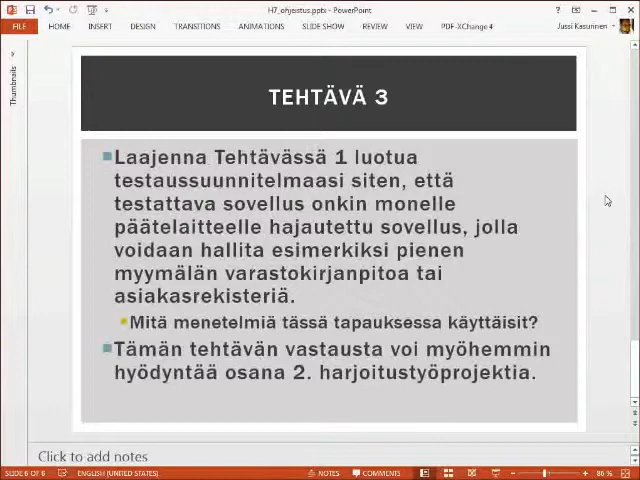 H7_ohjeistus.pptx - PowerPoint
FILE HOME INSERT DESIGN TRANSITIONS ANIMATIONS SLIDE SHOW REVIEW VIEW PDF-XChange 4 Jussi Kasurinen
Thumbnails
TEHTÄVÄ 3
Laajenna Tehtävässä 1 luotua
testaussuunnitelmaasi siten, että
testattava sovellus onkin monelle
päätelaitteelle hajautettu sovellus, jolla
voidaan hallita esimerkiksi pienen
myymälän varastokirjanpitoa tai
asiakasrekisteriä.
Mitä menetelmiä tässä tapauksessa käyttäisit?
Tämän tehtävän vastausta voi myöhemmin
hyödyntää osana 2. harjoitustyöprojektia.
Click to add notes
SLIDE 6 OF 6 ENGLISH (UNITED STATES) NOTES COMMENTS 86 %